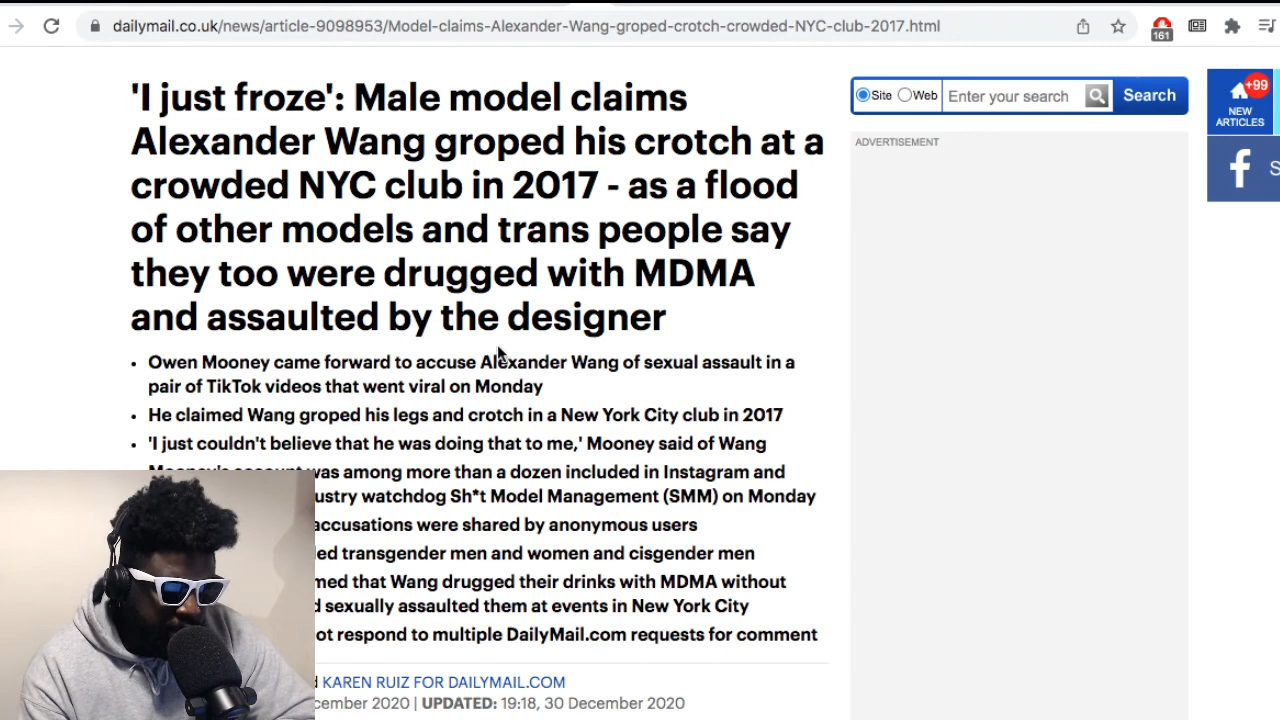 dailymail.co.uk/news/article-9098953/Model-claims-Alexander-Wang-groped-crotch-crowded-NYC-club-2017.html
161
'I just froze': Male model claims
Alexander Wang groped his crotch at a
crowded NYC club in 2017 - as a flood
of other models and trans people say
they too were drugged with MDMA
and assaulted by the designer
Site Web Enter your search Search
ADVERTISEMENT
+99
NEW
ARTICLES
f S
• Owen Mooney came forward to accuse Alexander Wang of sexual assault in a
pair of TikTok videos that went viral on Monday
• He claimed Wang groped his legs and crotch in a New York City club in 2017
• 'I just couldn't believe that he was doing that to me,' Mooney said of Wang
Mooney's account was among more than a dozen included in Instagram and
ustry watchdog Sh*t Model Management (SMM) on Monday
accusations were shared by anonymous users
led transgender men and women and cisgender men
med that Wang drugged their drinks with MDMA without
d sexually assaulted them at events in New York City
ot respond to multiple DailyMail.com requests for comment
d KAREN RUIZ FOR DAILYMAIL.COM
cember 2020 | UPDATED: 19:18, 30 December 2020